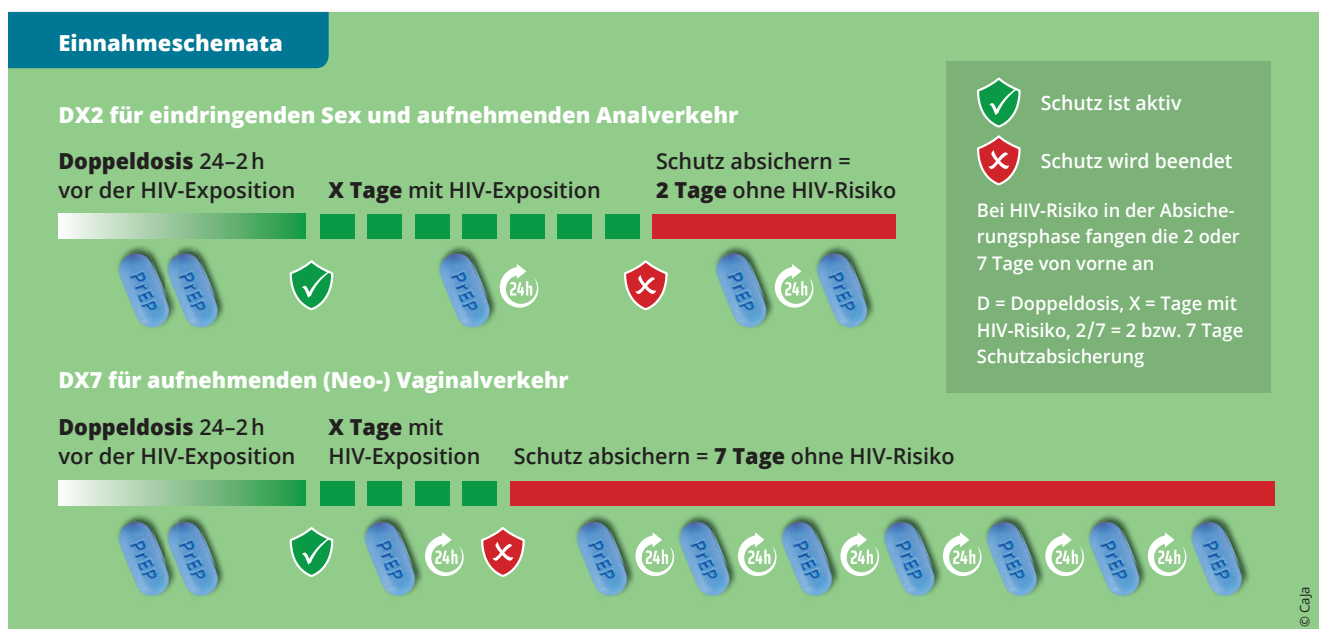 Einnahmeschemata
DX2 für eindringenden Sex und aufnehmenden Analverkehr
Doppeldosis 24–2 h
vor der HIV-Exposition
X Tage mit HIV-Exposition
Schutz absichern =
2 Tage ohne HIV-Risiko
PrEP
PrEP
PrEP
24h
PrEP
24h
PrEP
DX7 für aufnehmenden (Neo-) Vaginalverkehr
Doppeldosis 24–2 h
vor der HIV-Exposition
X Tage mit
HIV-Exposition
Schutz absichern = 7 Tage ohne HIV-Risiko
PrEP
PrEP
PrEP
24h
PrEP
24h
PrEP
24h
PrEP
24h
PrEP
24h
PrEP
24h
PrEP
24h
PrEP
Schutz ist aktiv
Schutz wird beendet
Bei HIV-Risiko in der Absiche-
rungsphase fangen die 2 oder
7 Tage von vorne an
D = Doppeldosis, X = Tage mit
HIV-Risiko, 2/7 = 2 bzw. 7 Tage
Schutzabsicherung
© CaJa